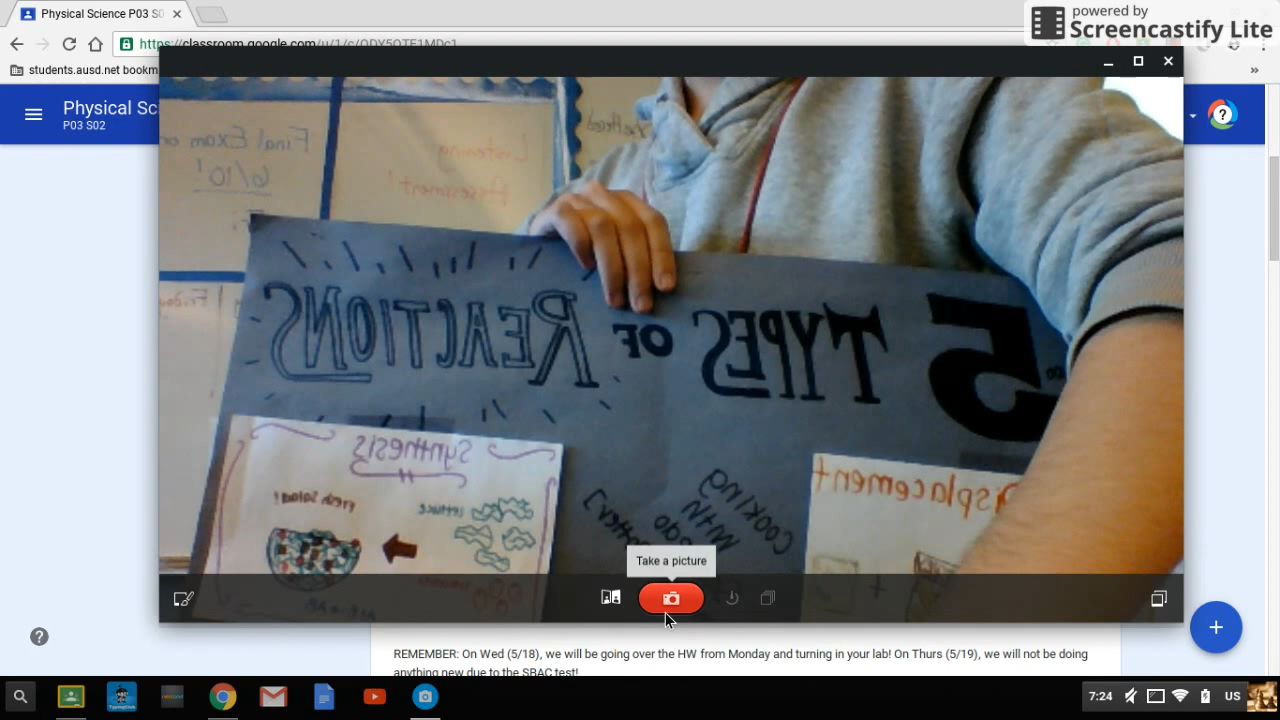 Physical Science P03 S0
powered by
Screencastify Lite
https://classroom.google.com/u/1/c/
students.ausd.net bookm
Physical Sc
P03 S02
Final Exam on
6/10!
Listening
Assessment!
Friday
5 TYPES OF REACTIONS
Synthesis
Fresh Salad!
Lettuce
isplacement
COOKING
WITH
Take a picture
REMEMBER: On Wed (5/18), we will be going over the HW from Monday and turning in your lab! On Thurs (5/19), we will not be doing
anything new due to the SBAC test!
7:24
US